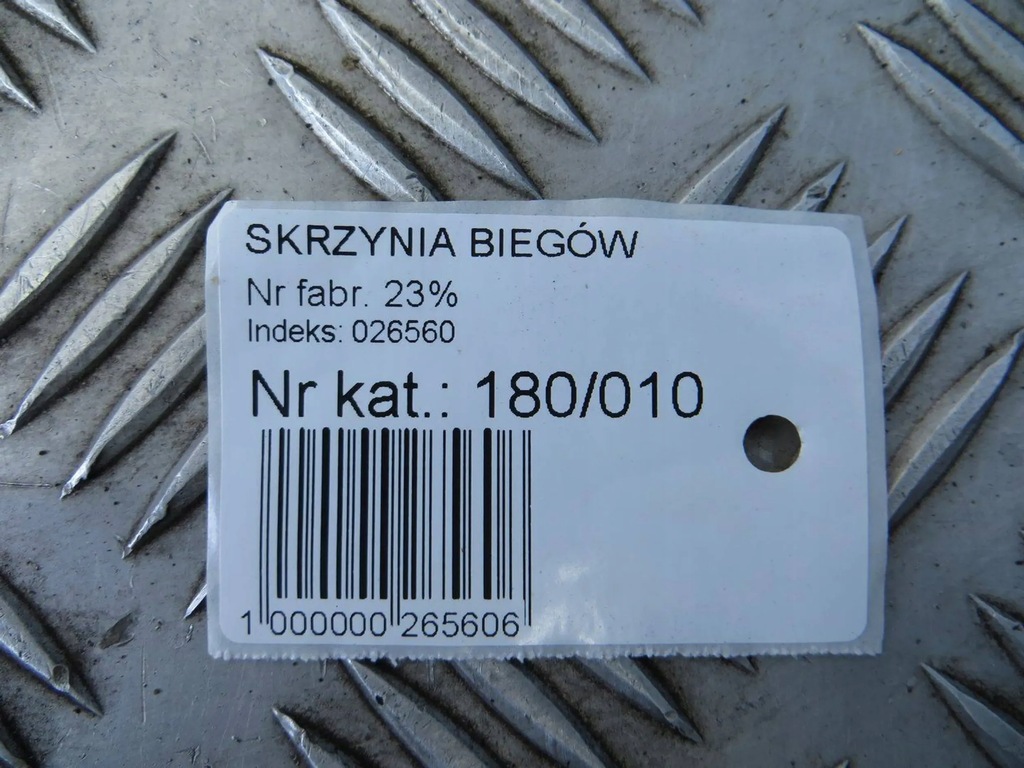 SKRZYNIA BIEGÓW
Nr fabr. 23%
Indeks: 026560
Nr kat.: 180/010
1 000000 265606